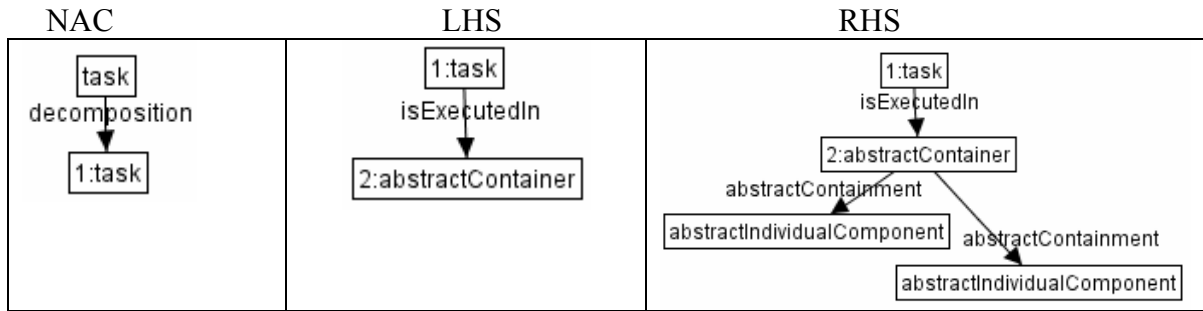 NAC LHS RHS
task
decomposition
1:task
1:task
isExecutedIn
2:abstractContainer
1:task
isExecutedIn
2:abstractContainer
abstractContainment
abstractIndividualComponent
abstractContainment
abstractIndividualComponent